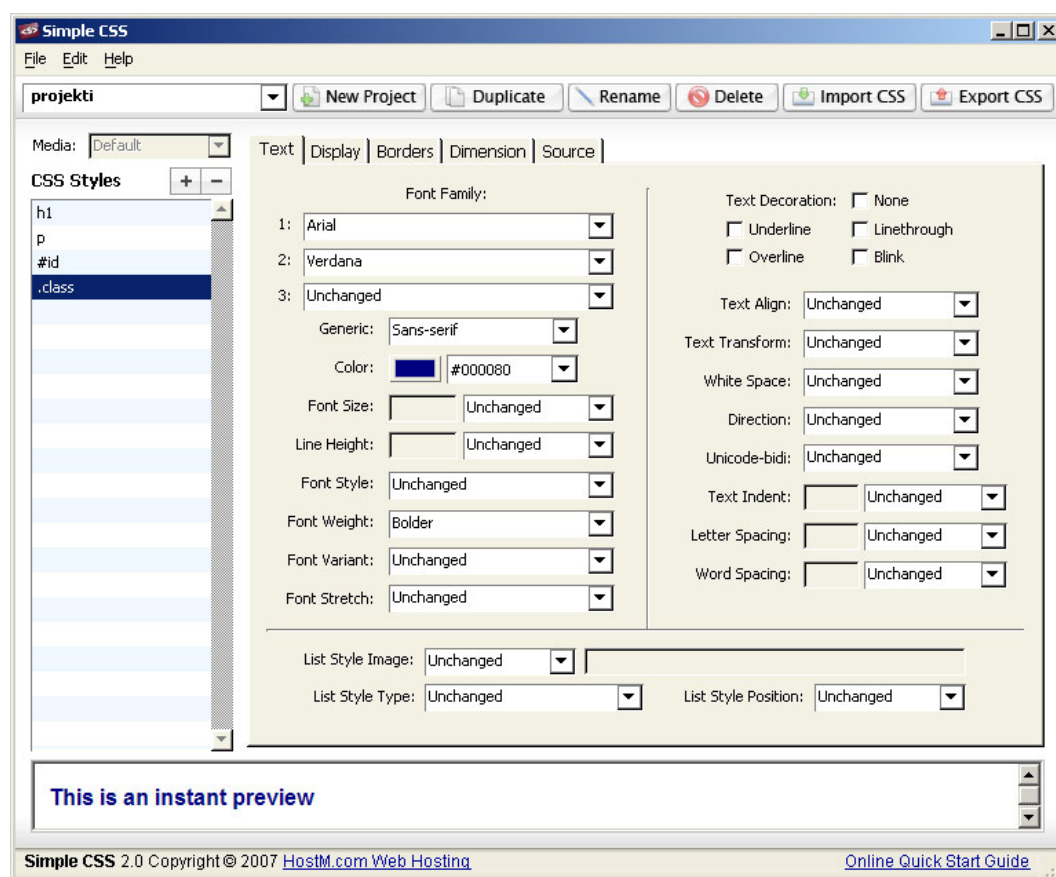 Simple CSS
File Edit Help
projekti New Project Duplicate Rename Delete Import CSS Export CSS
Media: Default
CSS Styles + −
h1
p
#id
.class
Text Display Borders Dimension Source
Font Family:
1: Arial
2: Verdana
3: Unchanged
Generic: Sans-serif
Color: #000080
Font Size: Unchanged
Line Height: Unchanged
Font Style: Unchanged
Font Weight: Bolder
Font Variant: Unchanged
Font Stretch: Unchanged
Text Decoration: None
Underline Linethrough
Overline Blink
Text Align: Unchanged
Text Transform: Unchanged
White Space: Unchanged
Direction: Unchanged
Unicode-bidi: Unchanged
Text Indent: Unchanged
Letter Spacing: Unchanged
Word Spacing: Unchanged
List Style Image: Unchanged
List Style Type: Unchanged List Style Position: Unchanged
This is an instant preview
Simple CSS 2.0 Copyright © 2007 HostM.com Web Hosting Online Quick Start Guide